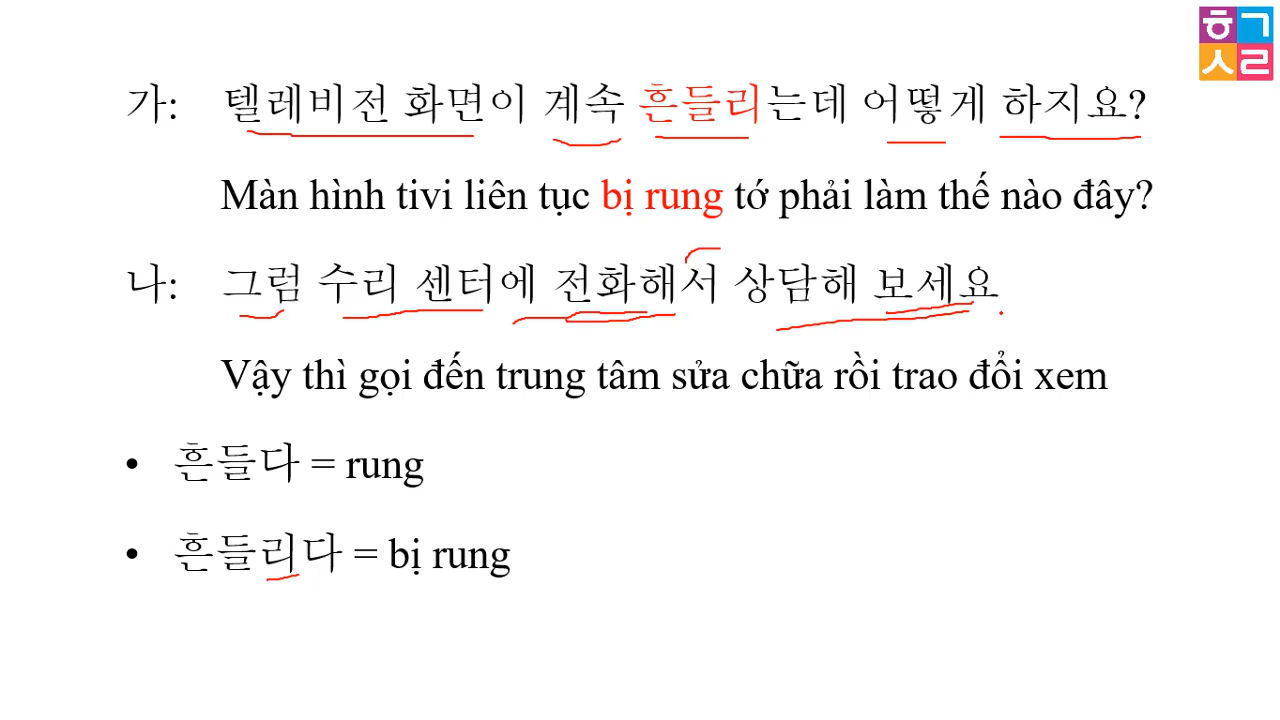 ㅎㄱ
ㅅㄹ
가: 텔레비전 화면이 계속 흔들리는데 어떻게 하지요?
Màn hình tivi liên tục bị rung tớ phải làm thế nào đây?
나: 그럼 수리 센터에 전화해서 상담해 보세요
Vậy thì gọi đến trung tâm sửa chữa rồi trao đổi xem
• 흔들다 = rung
• 흔들리다 = bị rung